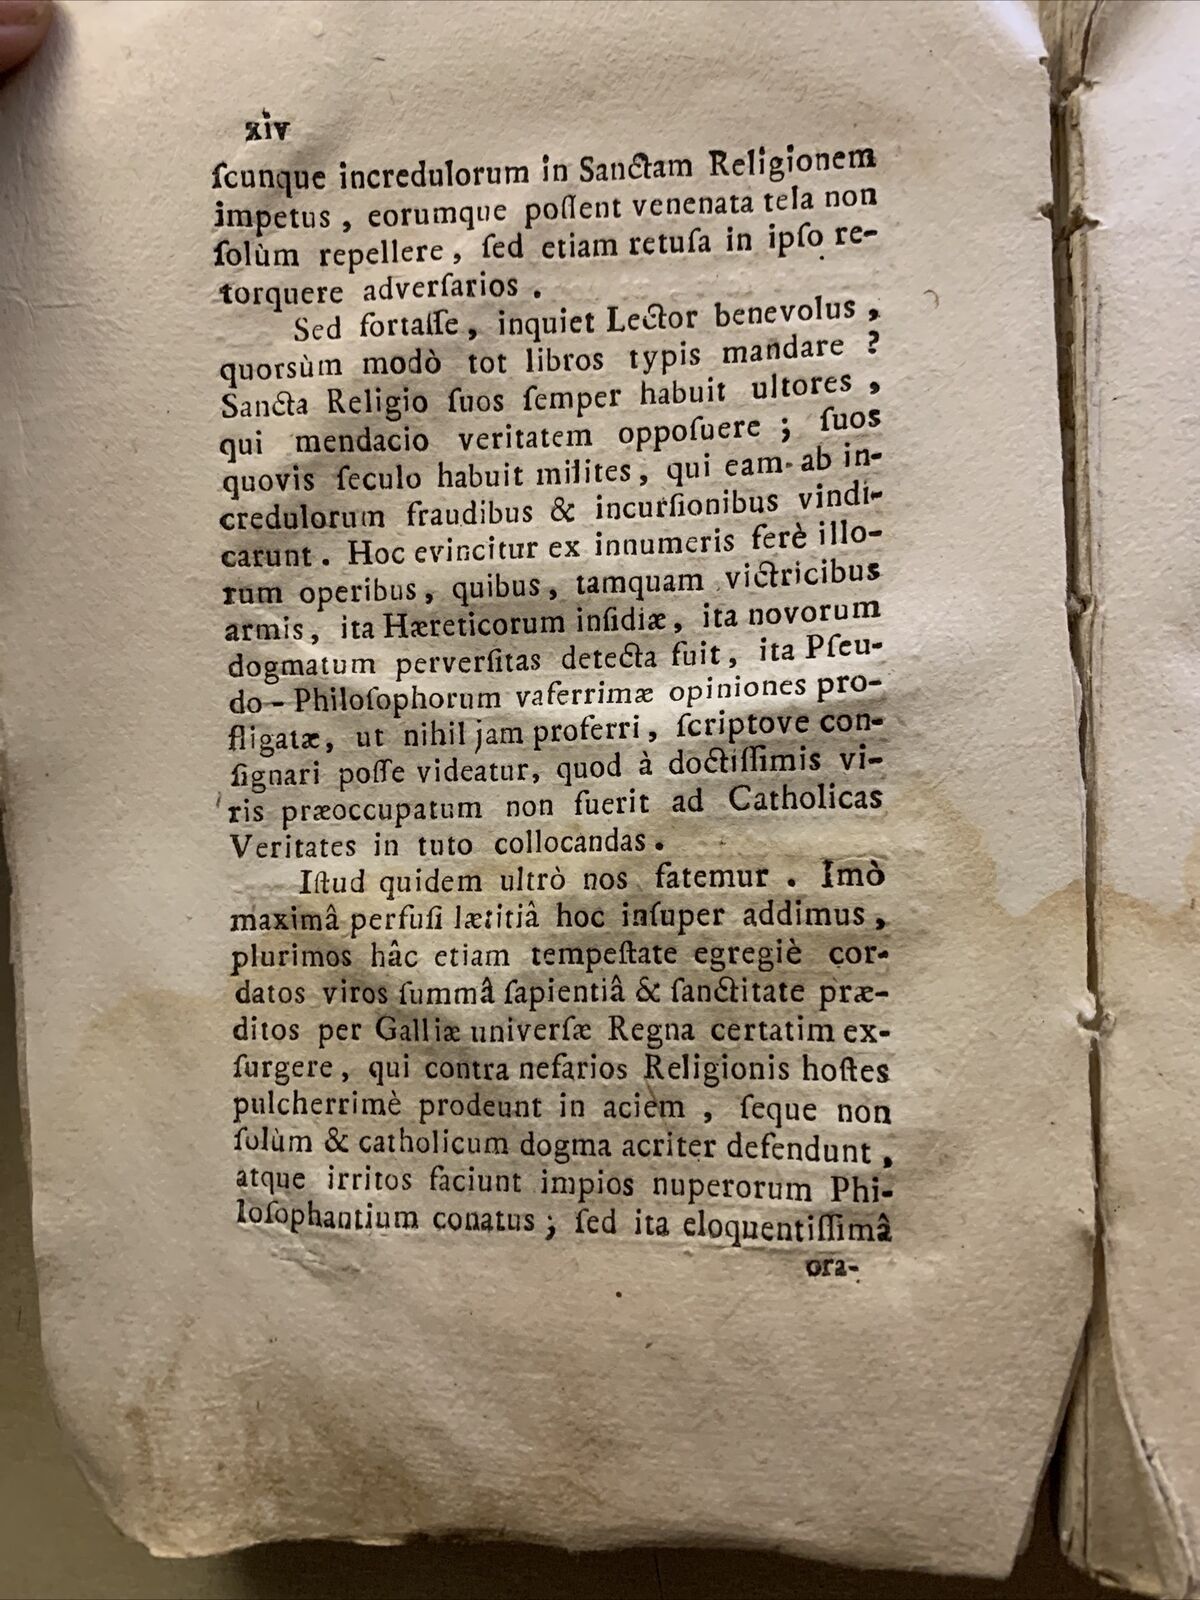 xiv
ſcunque incredulorum in Sanctam Religionem
impetus , eorumque poſſent venenata tela non
ſolùm repellere , ſed etiam retuſa in ipſo re-
torquere adverſarios .
Sed fortaſſe , inquiet Lector benevolus ,
quorsùm modò tot libros typis mandare ?
Sancta Religio ſuos ſemper habuit ultores ,
qui mendacio veritatem oppoſuere ; ſuos
quovis ſeculo habuit milites , qui eam ab in-
credulorum fraudibus & incurſionibus vindi-
carunt . Hoc evincitur ex innumeris ferè illo-
rum operibus , quibus , tamquam victricibus
armis , ita Hæreticorum inſidiæ , ita novorum
dogmatum perverſitas detecta fuit , ita Pſeu-
do - Philoſophorum vaferrimæ opiniones pro-
fligatæ , ut nihil jam proferri , ſcriptove con-
ſignari poſſe videatur, quod à doctiſſimis vi-
ris præoccupatum non fuerit ad Catholicas
Veritates in tuto collocandas .
Iſtud quidem ultrò nos fatemur . Imò
maximâ perfuſi lætitiâ hoc inſuper addimus ,
plurimos hâc etiam tempeſtate egregiè cor-
datos viros ſummâ ſapientiâ & ſanctitate præ-
ditos per Galliæ univerſæ Regna certatim ex-
ſurgere , qui contra nefarios Religionis hoſtes
pulcherrimè prodeunt in aciem , ſeque non
ſolùm & catholicum dogma acriter defendunt ,
atque irritos faciunt impios nuperorum Phi-
loſophantium conatus ; ſed ita eloquentiſſimâ
ora-